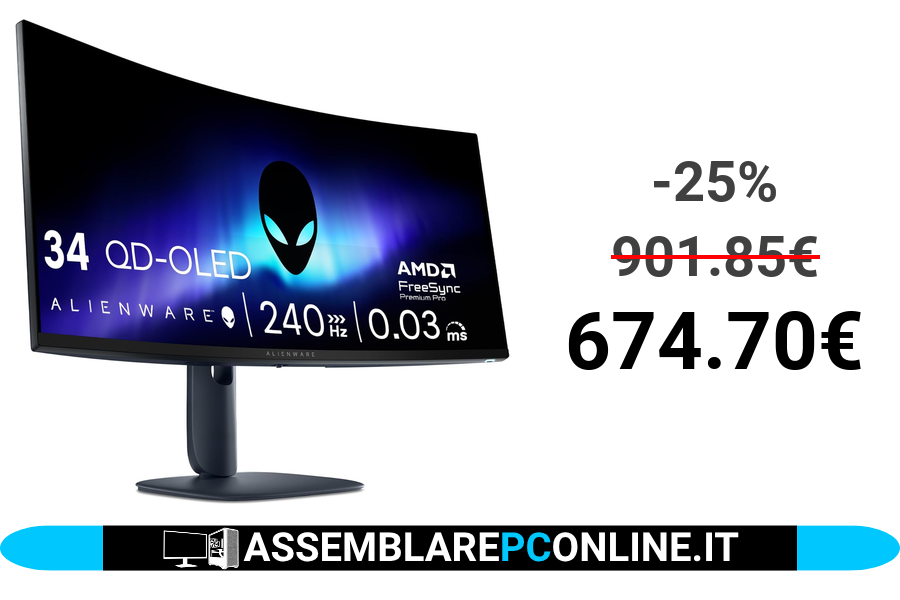 -25%
901.85€
674.70€
34 QD-OLED
ALIENWARE
240 Hz
0.03 ms
AMD
FreeSync
Premium Pro
ALIENWARE
ASSEMBLAREPCONLINE.IT